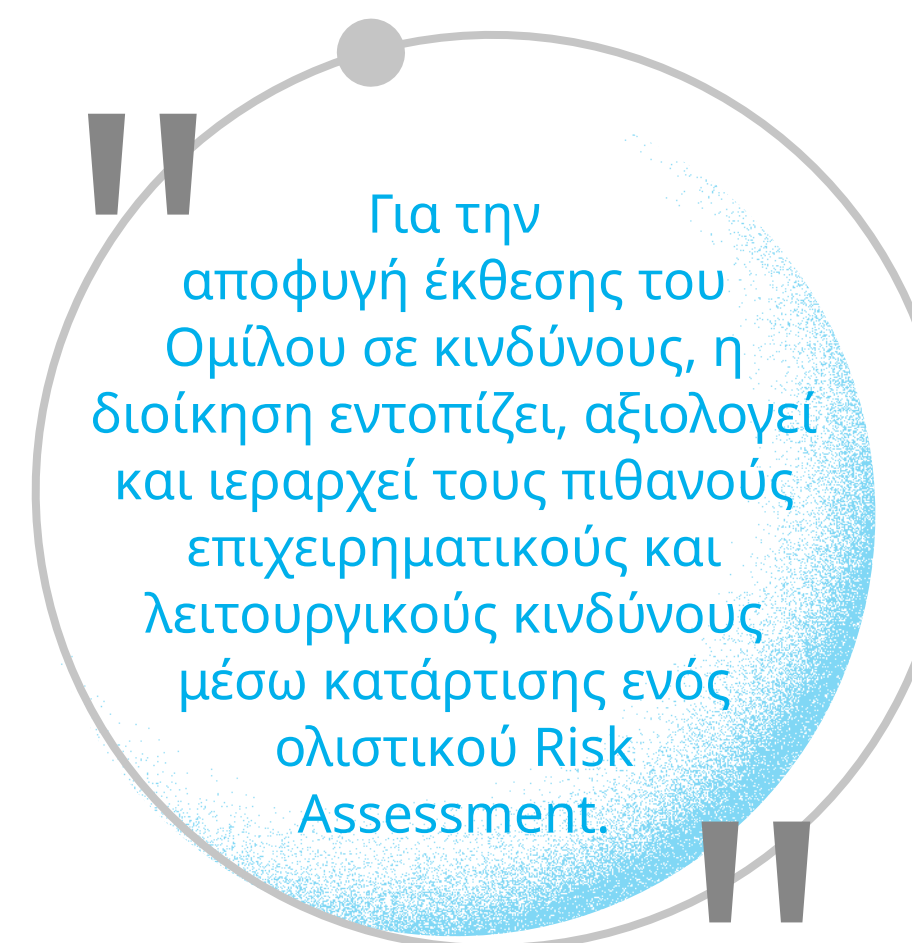 "
Για την
αποφυγή έκθεσης του
Ομίλου σε κινδύνους, η
διοίκηση εντοπίζει, αξιολογεί
και ιεραρχεί τους πιθανούς
επιχειρηματικούς και
λειτουργικούς κινδύνους
μέσω κατάρτισης ενός
ολιστικού Risk
Assessment.
"